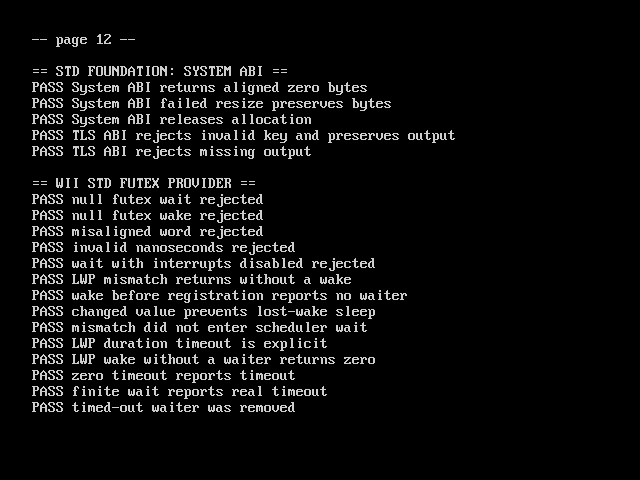 -- page 12 --
== STD FOUNDATION: SYSTEM ABI ==
PASS System ABI returns aligned zero bytes
PASS System ABI failed resize preserves bytes
PASS System ABI releases allocation
PASS TLS ABI rejects invalid key and preserves output
PASS TLS ABI rejects missing output
== WII STD FUTEX PROVIDER ==
PASS null futex wait rejected
PASS null futex wake rejected
PASS misaligned word rejected
PASS invalid nanoseconds rejected
PASS wait with interrupts disabled rejected
PASS LWP mismatch returns without a wake
PASS wake before registration reports no waiter
PASS changed value prevents lost-wake sleep
PASS mismatch did not enter scheduler wait
PASS LWP duration timeout is explicit
PASS LWP wake without a waiter returns zero
PASS zero timeout reports timeout
PASS finite wait reports real timeout
PASS timed-out waiter was removed